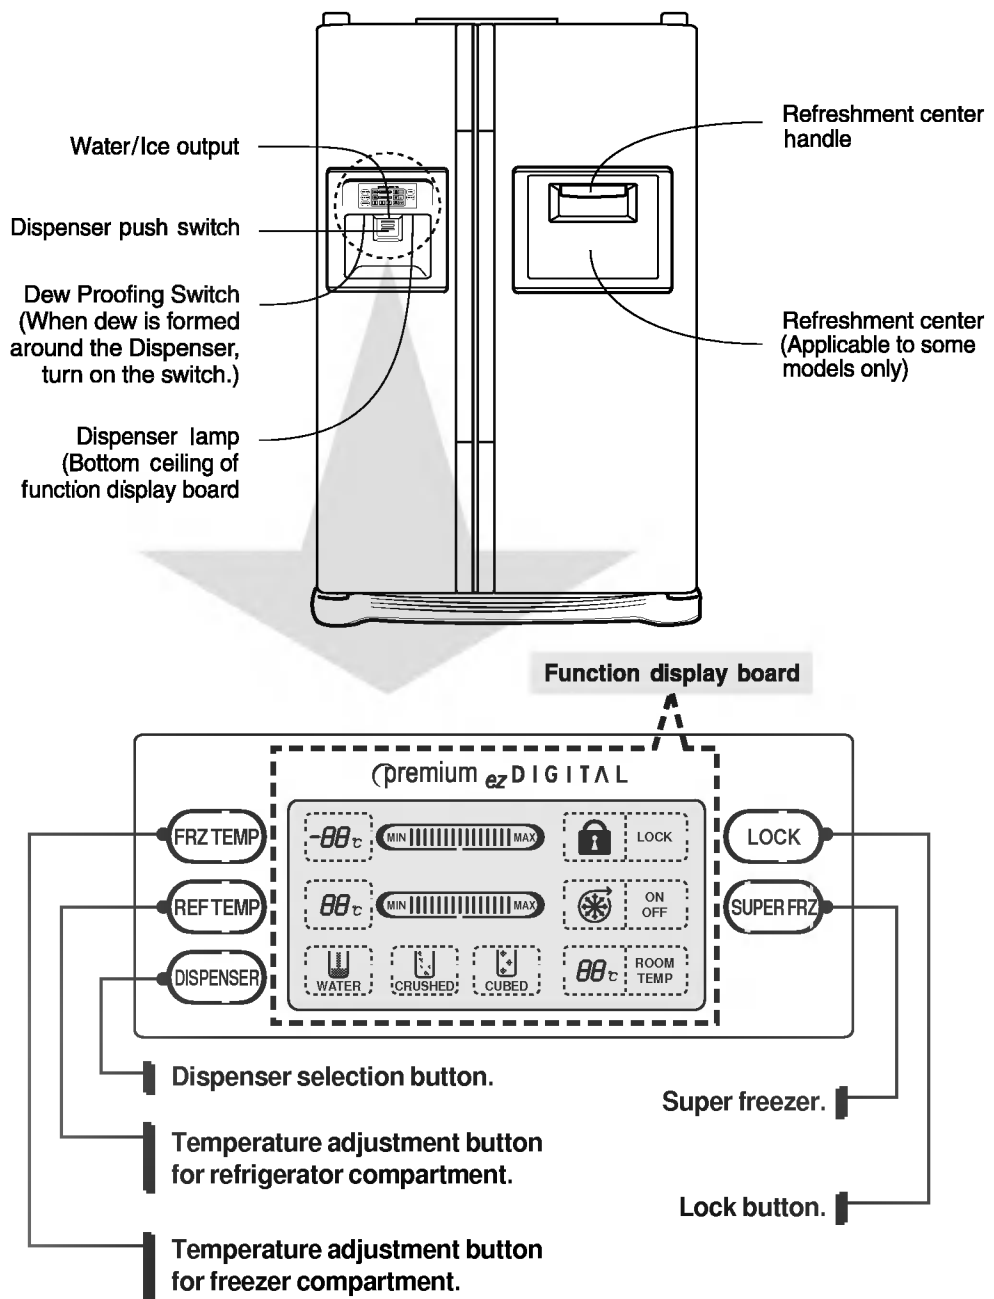 Water/Ice output
Dispenser push switch
Dew Proofing Switch
(When dew is formed
around the Dispenser,
turn on the switch.)
Dispenser lamp
(Bottom ceiling of
function display board
Refreshment center
handle
Refreshment center
(Applicable to some
models only)
Function display board
premium ez DIGITAL
FRZ TEMP
-88 °C
MIN MAX
LOCK
LOCK
REF TEMP
88 °C
MIN MAX
ON
OFF
SUPER FRZ
DISPENSER
WATER
CRUSHED
CUBED
88 °C
ROOM
TEMP
Dispenser selection button.
Super freezer.
Temperature adjustment button
for refrigerator compartment.
Lock button.
Temperature adjustment button
for freezer compartment.